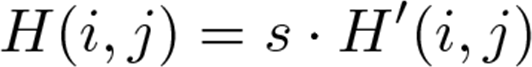 H(i, j) = s · H′(i, j)